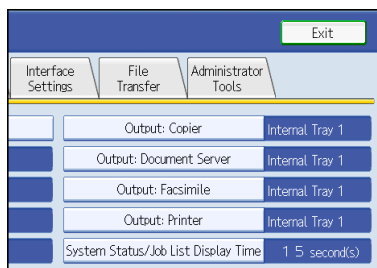 Exit
Interface Settings
File Transfer
Administrator Tools
Output: Copier Internal Tray 1
Output: Document Server Internal Tray 1
Output: Facsimile Internal Tray 1
Output: Printer Internal Tray 1
System Status/Job List Display Time 15 second(s)